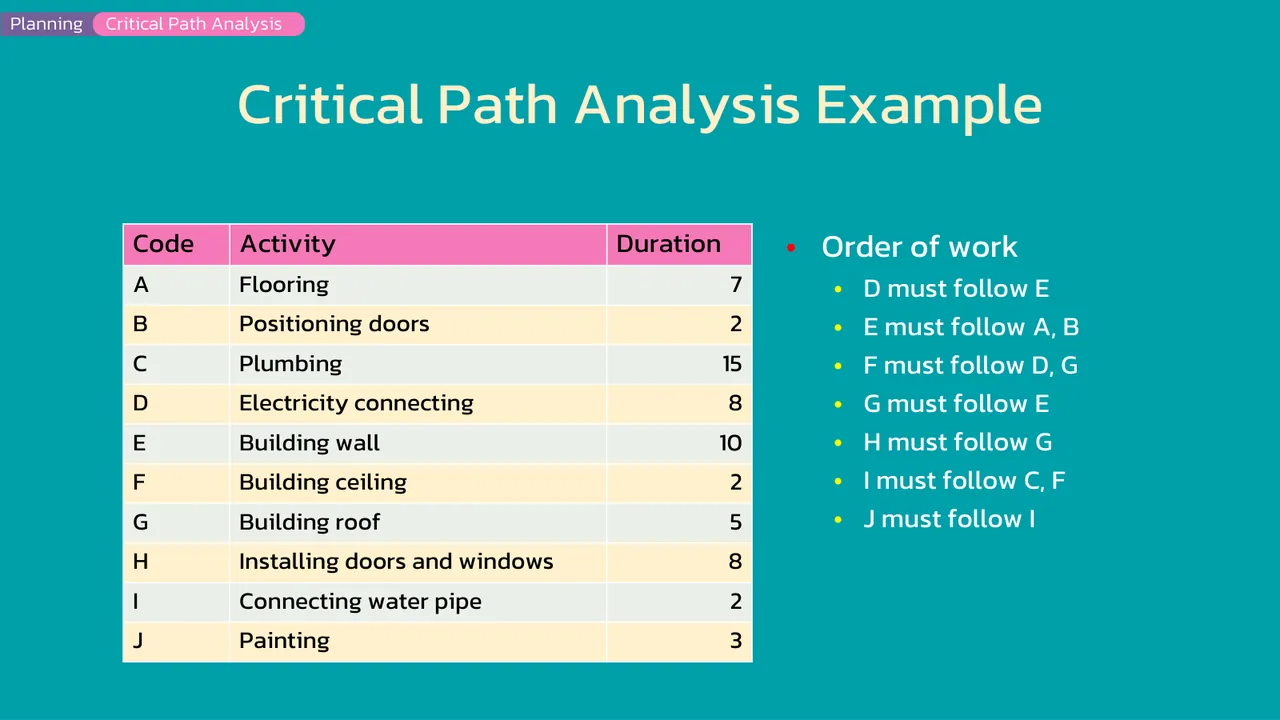 Planning Critical Path Analysis
Critical Path Analysis Example
Code Activity Duration
A Flooring 7
B Positioning doors 2
C Plumbing 15
D Electricity connecting 8
E Building wall 10
F Building ceiling 2
G Building roof 5
H Installing doors and windows 8
I Connecting water pipe 2
J Painting 3
• Order of work
• D must follow E
• E must follow A, B
• F must follow D, G
• G must follow E
• H must follow G
• I must follow C, F
• J must follow I